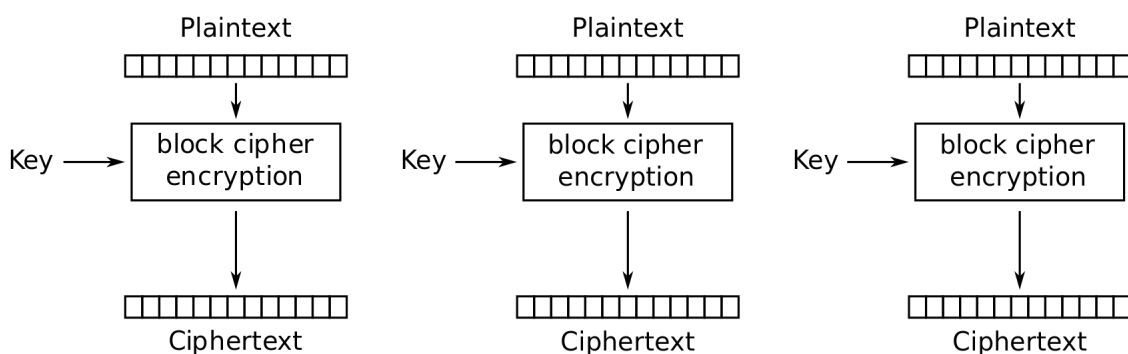 Plaintext
Plaintext
Plaintext
Key
block cipher
encryption
Key
block cipher
encryption
Key
block cipher
encryption
Ciphertext
Ciphertext
Ciphertext